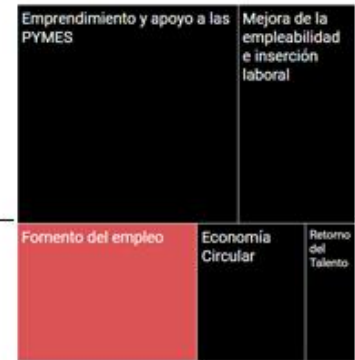 Emprendimiento y apoyo a las
PYMES
Mejora de la
empleabilidad
e inserción
laboral
Fomento del empleo
Economía
Circular
Retorno
del
Talento